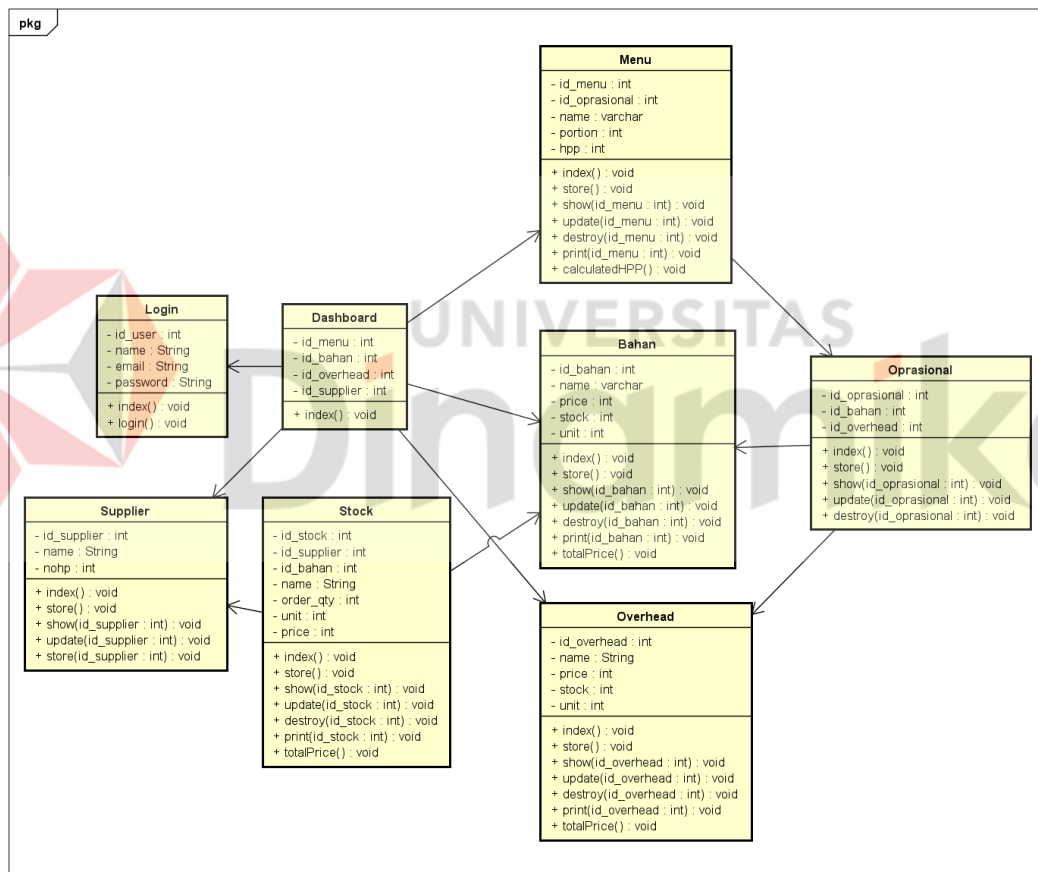 pkg
Menu
- id_menu : int
- id_oprasional : int
- name : varchar
- portion : int
- hpp : int
+ index() : void
+ store() : void
+ show(id_menu : int) : void
+ update(id_menu : int) : void
+ destroy(id_menu : int) : void
+ print(id_menu : int) : void
+ calculatedHPP() : void
Login
- id_user : int
- name : String
- email : String
- password : String
+ index() : void
+ login() : void
Dashboard
- id_menu : int
- id_bahan : int
- id_overhead : int
- id_supplier : int
+ index() : void
UNIVERSITAS
Dinamika
Bahan
- id_bahan : int
- name : varchar
- price : int
- stock : int
- unit : int
+ index() : void
+ store() : void
+ show(id_bahan : int) : void
+ update(id_bahan : int) : void
+ destroy(id_bahan : int) : void
+ print(id_bahan : int) : void
+ totalPrice() : void
Oprasional
- id_oprasional : int
- id_bahan : int
- id_overhead : int
+ index() : void
+ store() : void
+ show(id_oprasional : int) : void
+ update(id_oprasional : int) : void
+ destroy(id_oprasional : int) : void
Supplier
- id_supplier : int
- name : String
- nohp : int
+ index() : void
+ store() : void
+ show(id_supplier : int) : void
+ update(id_supplier : int) : void
+ store(id_supplier : int) : void
Stock
- id_stock : int
- id_supplier : int
- id_bahan : int
- name : String
- order_qty : int
- unit : int
- price : int
+ index() : void
+ store() : void
+ show(id_stock : int) : void
+ update(id_stock : int) : void
+ destroy(id_stock : int) : void
+ print(id_stock : int) : void
+ totalPrice() : void
Overhead
- id_overhead : int
- name : String
- price : int
- stock : int
- unit : int
+ index() : void
+ store() : void
+ show(id_overhead : int) : void
+ update(id_overhead : int) : void
+ destroy(id_overhead : int) : void
+ print(id_overhead : int) : void
+ totalPrice() : void